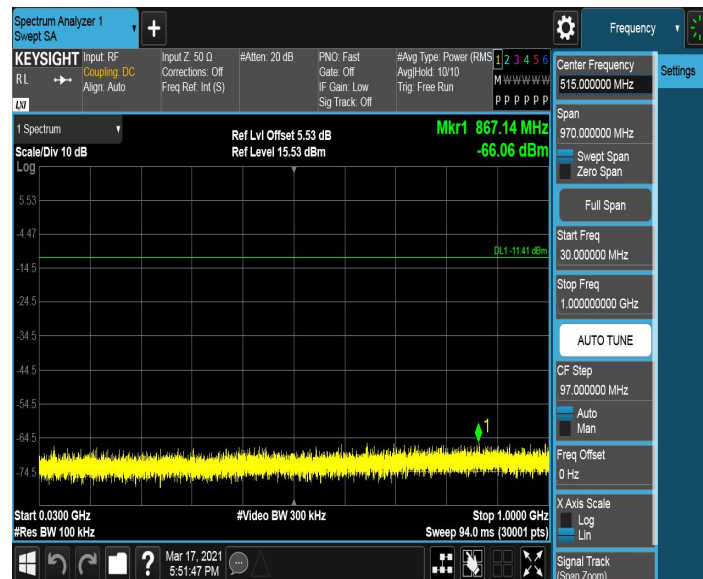 Spectrum Analyzer 1
Swept SA
+
Frequency
KEYSIGHT
RL
LXI
Input: RF
Coupling: DC
Align: Auto
Input Z: 50 Ω
Corrections: Off
Freq Ref: Int (S)
#Atten: 20 dB
PNO: Fast
Gate: Off
IF Gain: Low
Sig Track: Off
#Avg Type: Power (RMS
Avg|Hold: 10/10
Trig: Free Run
1 2 3 4 5 6
M W W W W W
P P P P P P
1 Spectrum
Scale/Div 10 dB
Log
Ref Lvl Offset 5.53 dB
Ref Level 15.53 dBm
Mkr1 867.14 MHz
-66.06 dBm
5.53
-4.47
DL1 -11.41 dBm
-14.5
-24.5
-34.5
-44.5
-54.5
-64.5
-74.5
1
Start 0.0300 GHz
#Res BW 100 kHz
#Video BW 300 kHz
Stop 1.0000 GHz
Sweep 94.0 ms (30001 pts)
?
Mar 17, 2021
5:51:47 PM
Center Frequency
515.000000 MHz
Settings
Span
970.000000 MHz
Swept Span
Zero Span
Full Span
Start Freq
30.000000 MHz
Stop Freq
1.000000000 GHz
AUTO TUNE
CF Step
97.000000 MHz
Auto
Man
Freq Offset
0 Hz
X Axis Scale
Log
Lin
Signal Track
(Span Zoom)